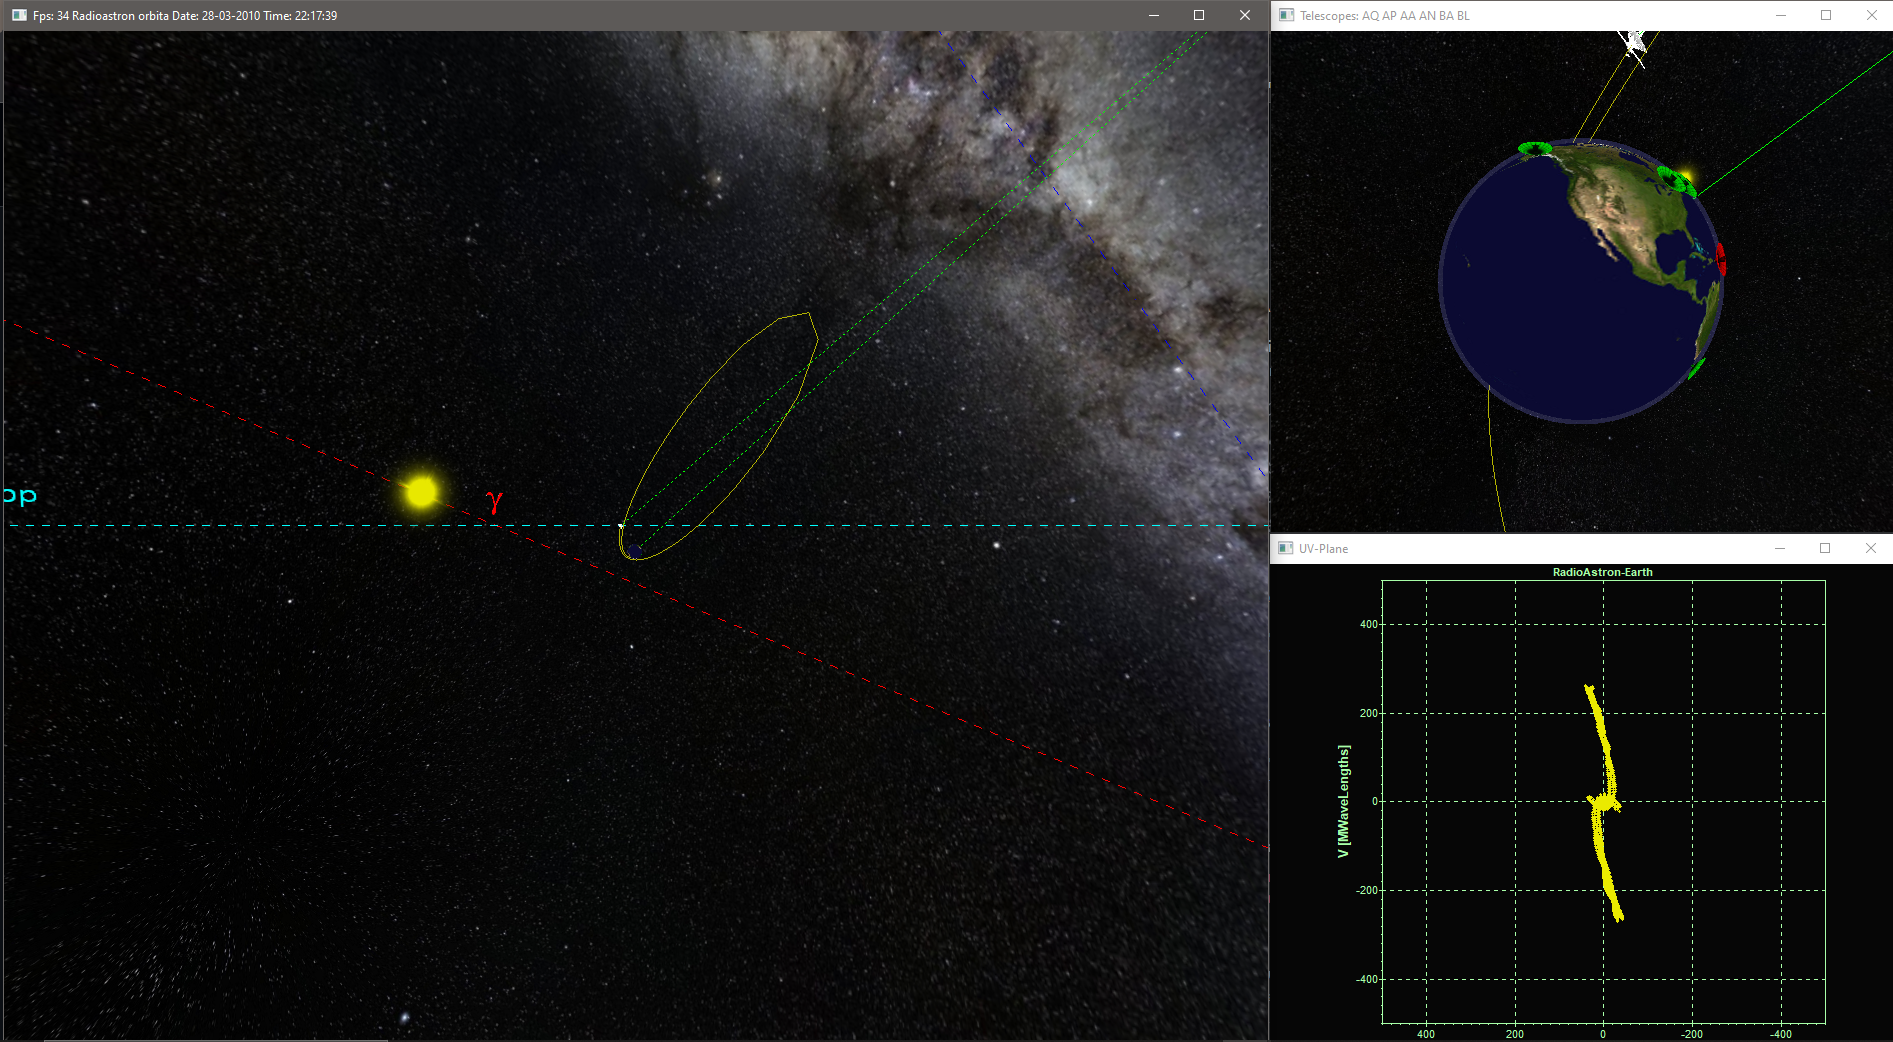 Fps: 34 Radioastron orbita Date: 28-03-2010 Time: 22:17:39
op
γ
Telescopes: AQ AP AA AN BA BL
UV-Plane
RadioAstron-Earth
V [MWaveLengths]
400
200
0
-200
-400
400 200 0 -200 -400